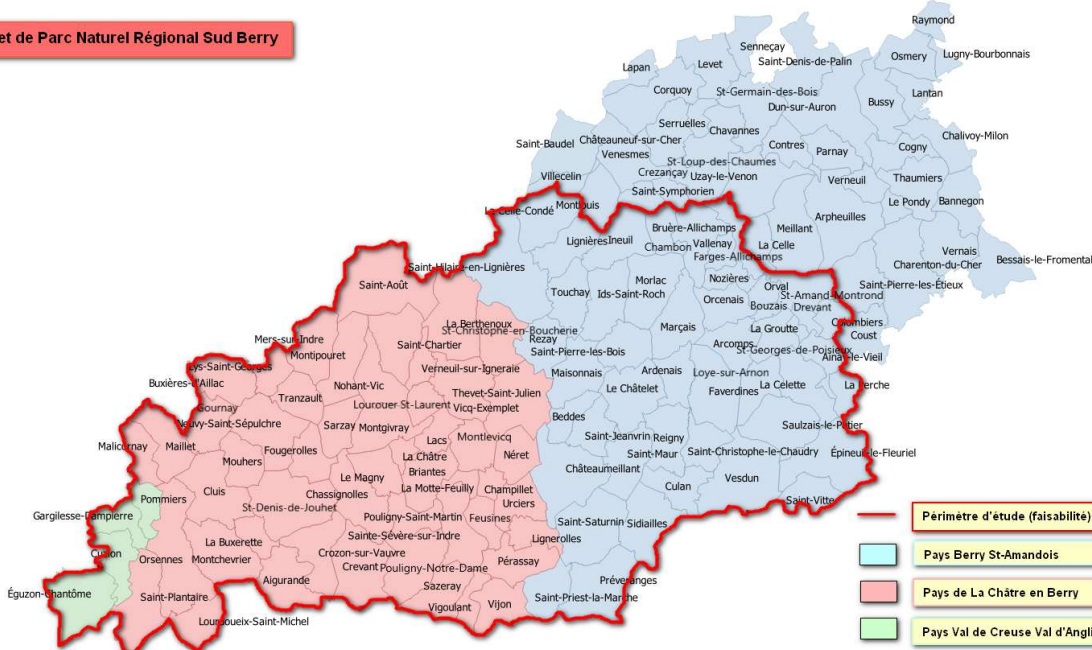 et de Parc Naturel Régional Sud Berry
Raymond
Senneçay
Lapan
Levet
Saint-Denis-de-Palin
Osmery
Lugny-Bourbonnais
Corquoy
St-Germain-des-Bois
Lantan
Dun-sur-Auron
Bussy
Serruelles
Chavannes
Chalivoy-Milon
Saint-Baudel
Châteauneuf-sur-Cher
Contres
Parnay
Cogny
Venesmes
St-Loup-des-Chaumes
Villecelin
Crezançay
Uzay-le-Venon
Verneuil
Thaumiers
Saint-Symphorien
Le Pondy
Bannegon
La Celle-Condé
Montlouis
Arpheuilles
Bruère-Allichamps
Meillant
Lignières
Ineuil
Chambon
Vallenay
La Celle
Farges-Allichamps
Vernais
Bessais-le-Fromental
Charenton-du-Cher
Saint-Hilaire-en-Lignières
Saint-Août
Morlac
Nozières
Orval
Saint-Pierre-les-Étieux
Touchay
Ids-Saint-Roch
Orcenais
St-Amand-Montrond
Bouzais
Drevant
La Berthenoux
St-Christophe-en-Boucherie
Marçais
La Groutte
Colombiers
Coust
Mers-sur-Indre
Rezay
Saint-Chartier
Arcomps
Montipouret
Saint-Pierre-les-Bois
St-Georges-de-Poisieux
Ainay-le-Vieil
Lys-Saint-Georges
Verneuil-sur-Igneraie
Maisonnais
Ardenais
Loye-sur-Arnon
Buxières-d'Aillac
Nohant-Vic
Le Châtelet
La Celette
La Perche
Tranzault
Thevet-Saint-Julien
Faverdines
Gournay
Lourouer St-Laurent
Vicq-Exemplet
Neuvy-Saint-Sépulchre
Sarzay
Montgivray
Beddes
Saulzais-le-Potier
Malicornay
Maillet
Lacs
Montlevicq
Saint-Jeanvrin
Reigny
Fougerolles
La Châtre
Néret
Saint-Maur
Saint-Christophe-le-Chaudry
Épineuil-le-Fleuriel
Mouhers
Briantes
Châteaumeillant
Le Magny
Vesdun
Pommiers
Cluis
Chassignolles
La Motte-Feuilly
Champillet
Culan
Saint-Vitte
Gargilesse-Dampierre
St-Denis-de-Jouhet
Urciers
Pouligny-Saint-Martin
Feusines
Saint-Saturnin
Sidiailles
La Buxerette
Sainte-Sévère-sur-Indre
Lignerolles
Cuzion
Orsennes
Montchevrier
Crozon-sur-Vauvre
Pérassay
Crevant
Pouligny-Notre-Dame
Aigurande
Préveranges
Éguzon-Chantôme
Saint-Plantaire
Sazeray
Saint-Priest-la-Marche
Vigoulant
Vijon
Lourdoueix-Saint-Michel
Périmètre d'étude (faisabilité)
Pays Berry St-Amandois
Pays de La Châtre en Berry
Pays Val de Creuse Val d'Angli